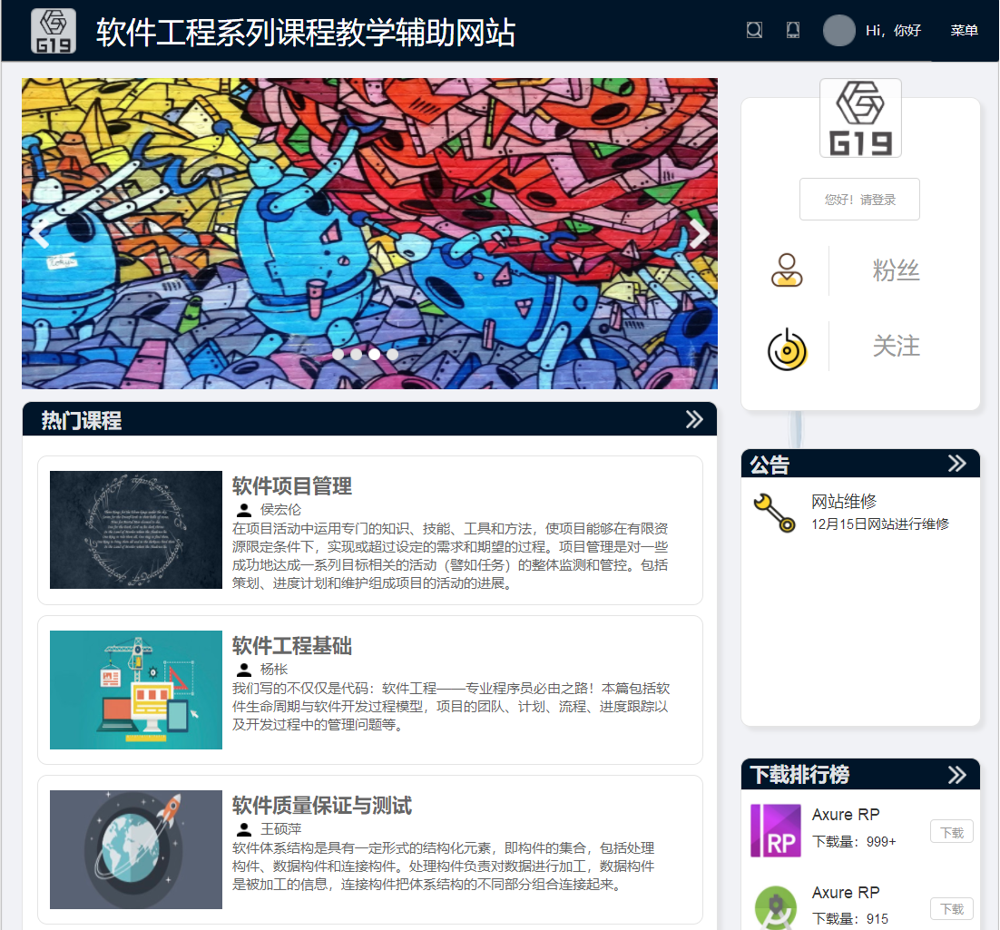 G19
软件工程系列课程教学辅助网站
Hi，你好
菜单
G19
您好！请登录
粉丝
关注
热门课程
软件项目管理
侯宏伦
在项目活动中运用专门的知识、技能、工具和方法，使项目能够在有限资
源限定条件下，实现或超过设定的需求和期望的过程。项目管理是对一些
成功地达成一系列目标相关的活动（譬如任务）的整体监测和管控。包括
策划、进度计划和维护组成项目的活动的进展。
软件工程基础
杨枨
我们写的不仅仅是代码：软件工程——专业程序员必由之路！本篇包括软
件生命周期与软件开发过程模型，项目的团队、计划、流程、进度跟踪以
及开发过程中的管理问题等。
软件质量保证与测试
王硕萍
软件体系结构是具有一定形式的结构化元素，即构件的集合，包括处理
构件、数据构件和连接构件。处理构件负责对数据进行加工，数据构件
是被加工的信息，连接构件把体系结构的不同部分组合连接起来。
公告
网站维修
12月15日网站进行维修
下载排行榜
RP
Axure RP
下载量：999+
下载
Axure RP
下载量：915
下载